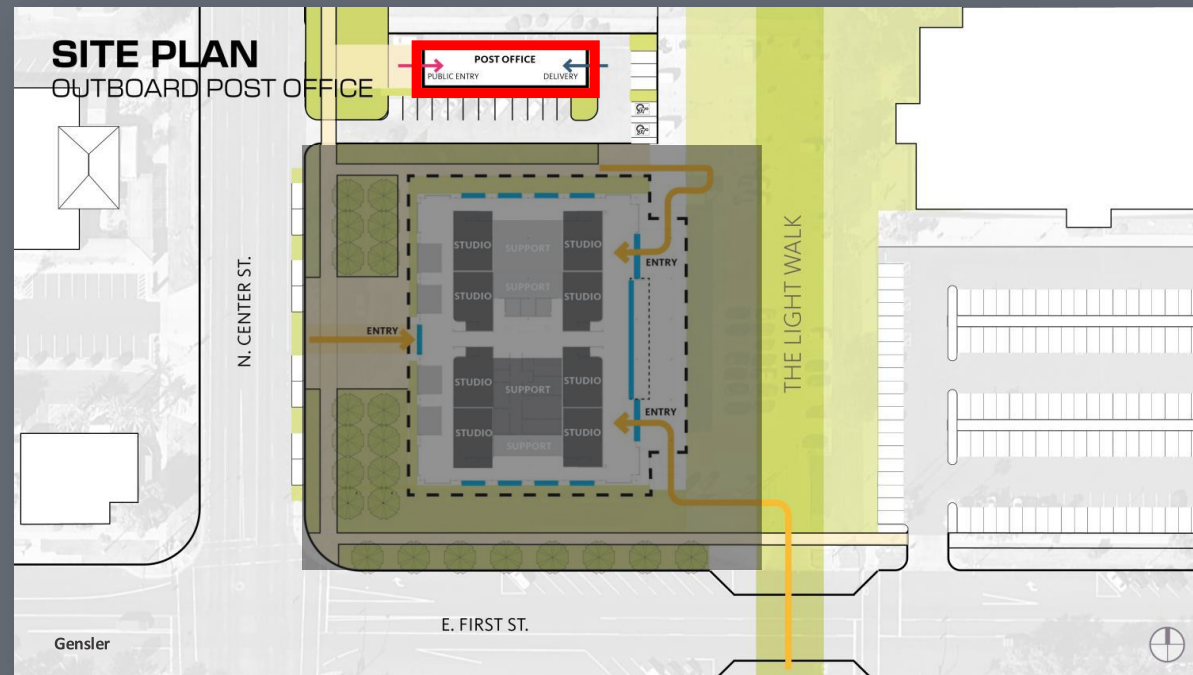 SITE PLAN
OUTBOARD POST OFFICE
POST OFFICE
PUBLIC ENTRY
DELIVERY
N. CENTER ST.
THE LIGHT WALK
STUDIO
SUPPORT
STUDIO
ENTRY
STUDIO
SUPPORT
STUDIO
ENTRY
STUDIO
SUPPORT
STUDIO
ENTRY
STUDIO
SUPPORT
STUDIO
E. FIRST ST.
Gensler